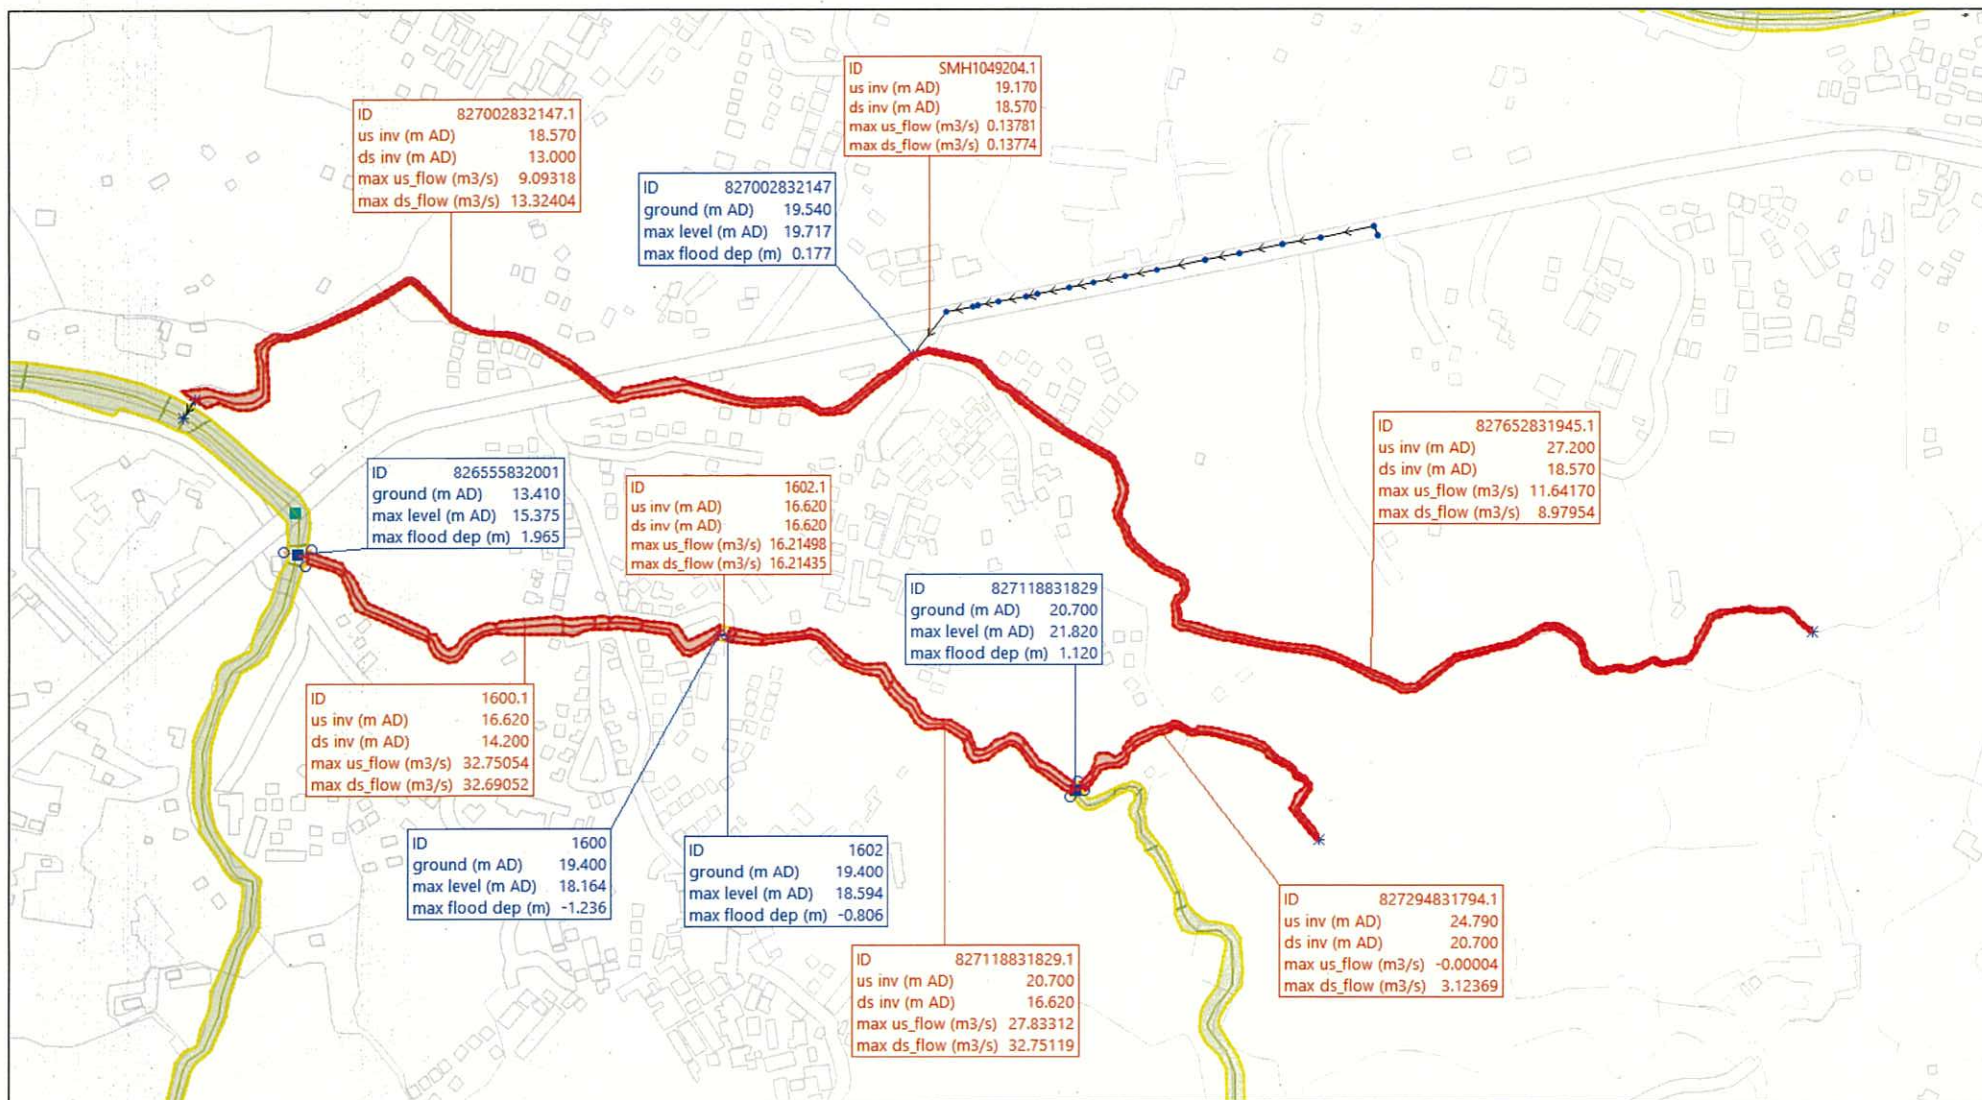 ID SMH1049204.1
us inv (m AD) 19.170
ds inv (m AD) 18.570
max us_flow (m3/s) 0.13781
max ds_flow (m3/s) 0.13774
ID 827002832147.1
us inv (m AD) 18.570
ds inv (m AD) 13.000
max us_flow (m3/s) 9.09318
max ds_flow (m3/s) 13.32404
ID 827002832147
ground (m AD) 19.540
max level (m AD) 19.717
max flood dep (m) 0.177
ID 827652831945.1
us inv (m AD) 27.200
ds inv (m AD) 18.570
max us_flow (m3/s) 11.64170
max ds_flow (m3/s) 8.97954
ID 826555832001
ground (m AD) 13.410
max level (m AD) 15.375
max flood dep (m) 1.965
ID 1602.1
us inv (m AD) 16.620
ds inv (m AD) 16.620
max us_flow (m3/s) 16.21498
max ds_flow (m3/s) 16.21435
ID 827118831829
ground (m AD) 20.700
max level (m AD) 21.820
max flood dep (m) 1.120
ID 1600.1
us inv (m AD) 16.620
ds inv (m AD) 14.200
max us_flow (m3/s) 32.75054
max ds_flow (m3/s) 32.69052
ID 1600
ground (m AD) 19.400
max level (m AD) 18.164
max flood dep (m) -1.236
ID 1602
ground (m AD) 19.400
max level (m AD) 18.594
max flood dep (m) -0.806
ID 827294831794.1
us inv (m AD) 24.790
ds inv (m AD) 20.700
max us_flow (m3/s) -0.00004
max ds_flow (m3/s) 3.12369
ID 827118831829.1
us inv (m AD) 20.700
ds inv (m AD) 16.620
max us_flow (m3/s) 27.83312
max ds_flow (m3/s) 32.75119